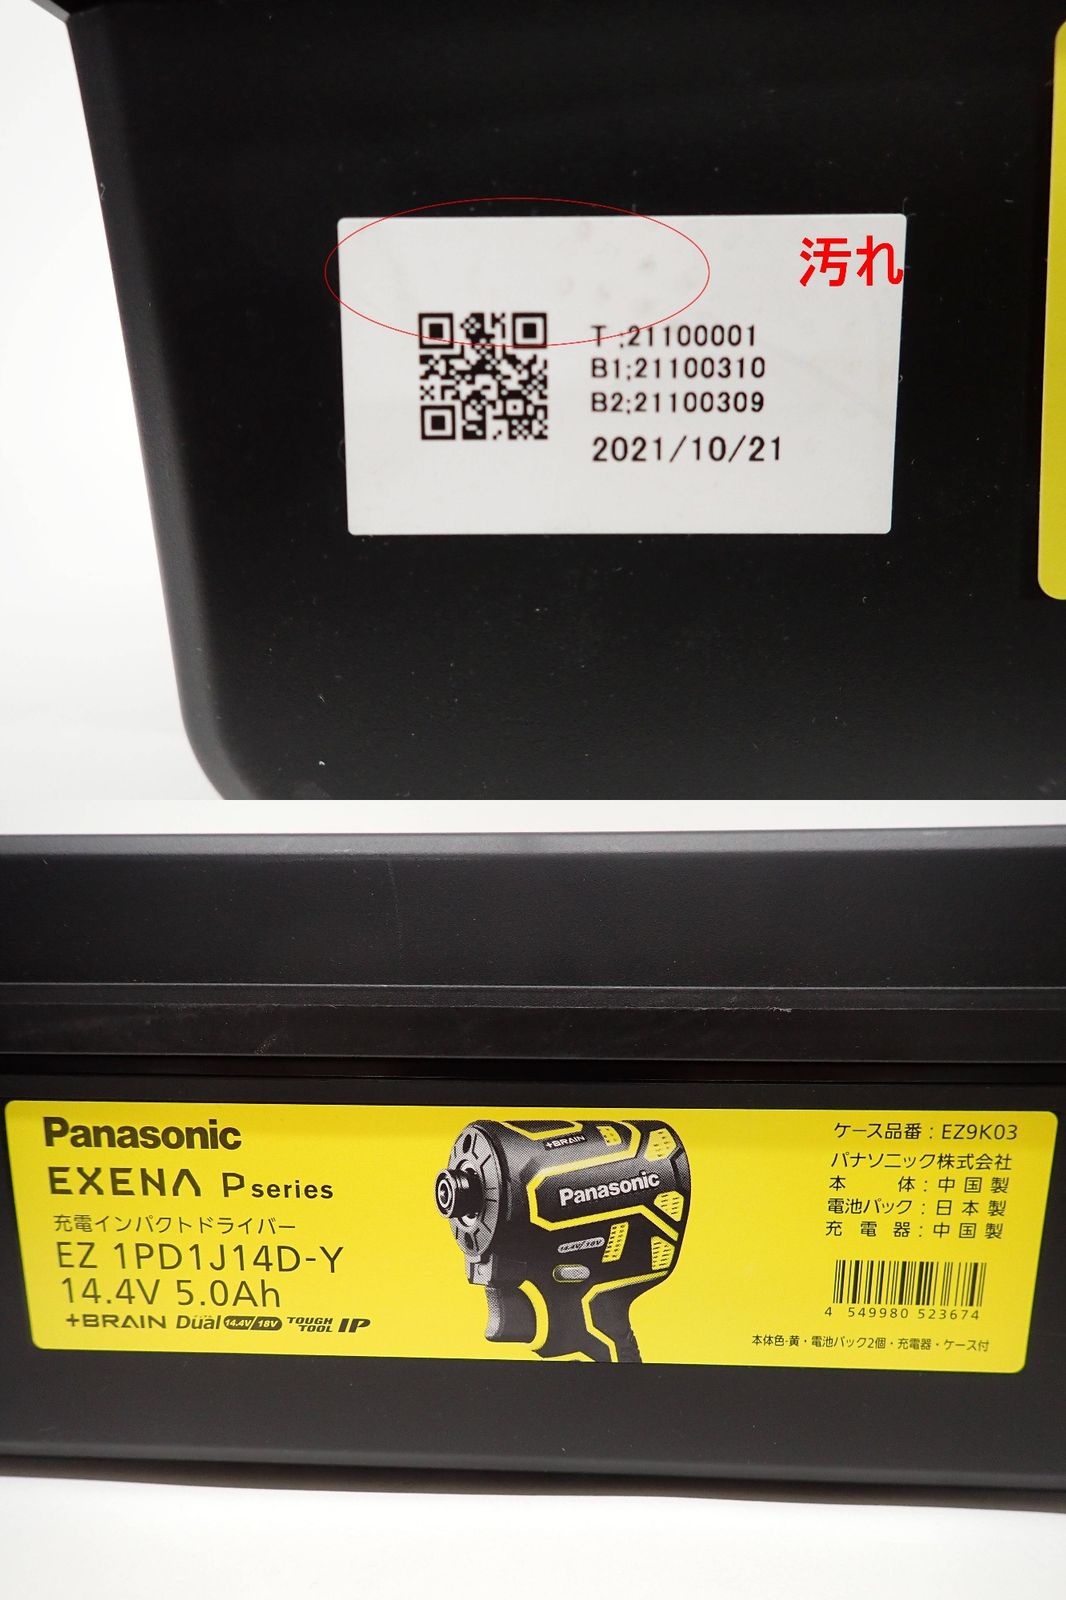 汚れ
T ;21100001
B1;21100310
B2;21100309
2021/10/21
Panasonic
EXENA P series
充電インパクトドライバー
EZ 1PD1J14D-Y
14.4V 5.0Ah
+BRAIN Dual 14.4V/18V TOUGH TOOL IP
+BRAIN
Panasonic
14.4V/18V
ケース品番：EZ9K03
パナソニック株式会社
本体：中国製
電池パック：日本製
充電器：中国製
4 549980 523674
本体色-黄・電池パック2個・充電器・ケース付